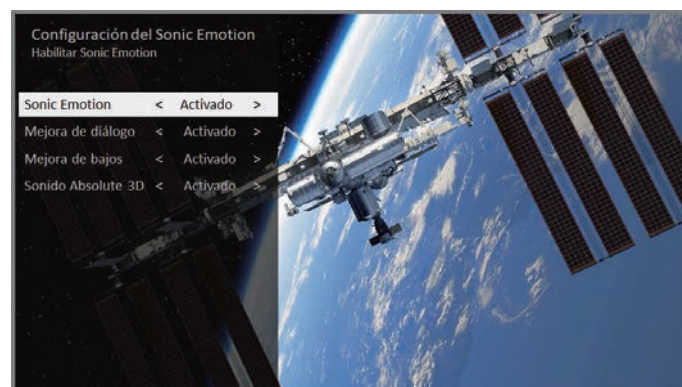 Configuración del Sonic Emotion
Habilitar Sonic Emotion
Sonic Emotion < Activado >
Mejora de diálogo < Activado >
Mejora de bajos < Activado >
Sonido Absolute 3D < Activado >